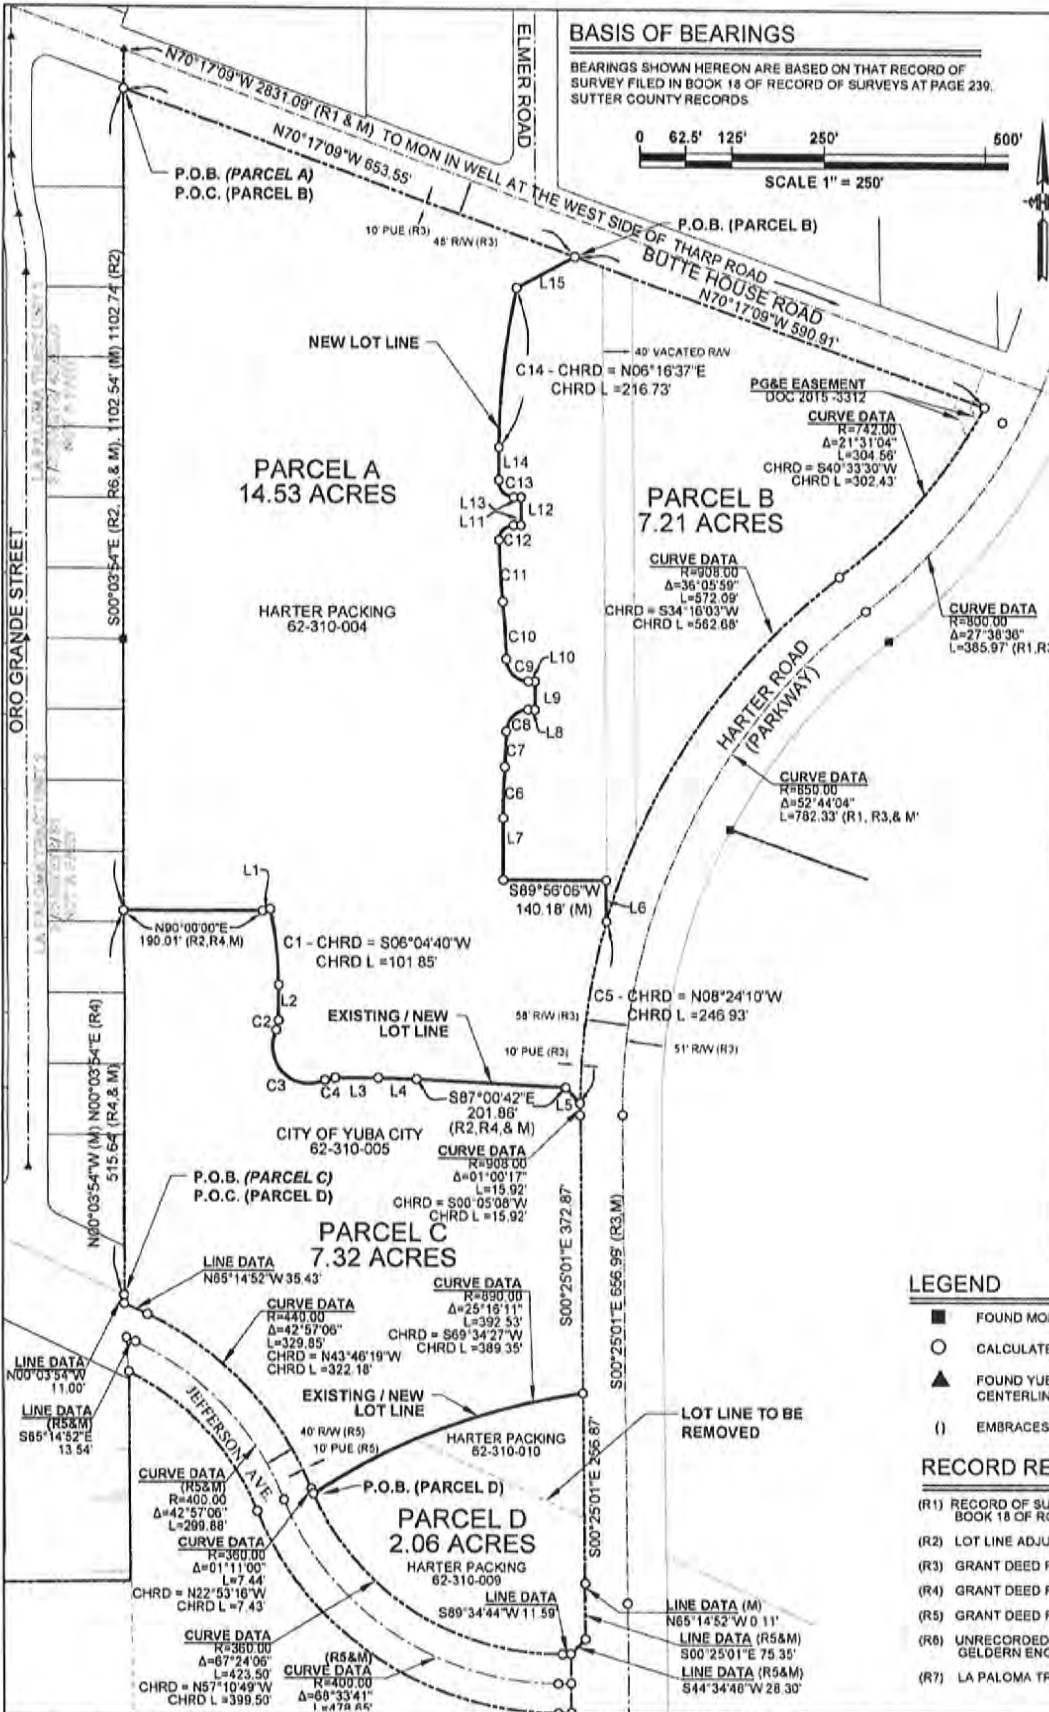 BASIS OF BEARINGS
BEARINGS SHOWN HEREON ARE BASED ON THAT RECORD OF
SURVEY FILED IN BOOK 18 OF RECORD OF SURVEYS AT PAGE 239,
SUTTER COUNTY RECORDS
0 62.5' 125' 250' 500'
SCALE 1" = 250'
ELMER ROAD
N70°17'09"W 2831.09' (R1 & M) TO MON IN WELL AT THE WEST SIDE OF THARP ROAD
N70°17'09"W 653.55'
P.O.B. (PARCEL A)
P.O.C. (PARCEL B)
10' PUE (R3)
45' R/W (R3)
P.O.B. (PARCEL B)
BUTTE HOUSE ROAD
N70°17'09"W 590.91'
L15
NEW LOT LINE
40' VACATED R/W
C14 - CHRD = N06°16'37"E
CHRD L =216.73'
PG&E EASEMENT
DOC 2015 -3312
CURVE DATA
R=742.00
Δ=21°31'04"
L=304.56'
CHRD = S40°33'30"W
CHRD L =302.43'
S00°03'54"E (R2, R6,& M), 1102.54' (M) 1102.74' (R2)
ORO GRANDE STREET
PARCEL A
14.53 ACRES
L14
C13
L13
L12
L11
C12
C11
PARCEL B
7.21 ACRES
CURVE DATA
R=908.00
Δ=36°05'59"
L=572.09'
CHRD = S34°16'03"W
CHRD L =562.68'
HARTER PACKING
62-310-004
CURVE DATA
R=800.00
Δ=27°38'36"
L=385.97' (R1,R3
C10
C9
L10
L9
C8
L8
C7
C6
L7
HARTER ROAD
(PARKWAY)
CURVE DATA
R=850.00
Δ=52°44'04"
L=782.33' (R1, R3,& M'
S89°56'06"W
140.18' (M)
L6
L1
N90°00'00"E
190.01' (R2,R4,M)
C1 - CHRD = S06°04'40"W
CHRD L =101.85'
L2
C2
C3
C4
L3
L4
EXISTING / NEW
LOT LINE
C5 - CHRD = N08°24'10"W
CHRD L =246.93'
58' R/W (R3)
10' PUE (R3)
51' R/W (R3)
S87°00'42"E
201.86'
(R2,R4,& M)
L5
N00°03'54"W (M) N00°03'54"E (R4)
515.64' (R4,& M)
CITY OF YUBA CITY
62-310-005
CURVE DATA
R=908.00
Δ=01°00'17"
L=15.92'
CHRD = S00°05'08"W
CHRD L =15.92'
P.O.B. (PARCEL C)
P.O.C. (PARCEL D)
S00°25'01"E 372.87'
S00°25'01"E 656.99' (R3,M)
PARCEL C
7.32 ACRES
LINE DATA
N65°14'52"W 35.43'
CURVE DATA
R=440.00
Δ=42°57'06"
L=329.85'
CHRD = N43°46'19"W
CHRD L =322.18'
CURVE DATA
R=890.00
Δ=25°16'11"
L=392.53'
CHRD = S69°34'27"W
CHRD L =389.35'
LINE DATA
N00°03'54"W
11.00'
LINE DATA
(R5&M)
S65°14'52"E
13.54'
EXISTING / NEW
LOT LINE
JEFFERSON AVE.
40' R/W (R5)
10' PUE (R5)
HARTER PACKING
62-310-010
LOT LINE TO BE
REMOVED
CURVE DATA
(R5&M)
R=400.00
Δ=42°57'06"
L=299.88'
P.O.B. (PARCEL D)
S00°25'01"E 266.87'
CURVE DATA
R=360.00
Δ=01°11'00"
L=7.44'
CHRD = N22°53'16"W
CHRD L =7.43'
PARCEL D
2.06 ACRES
HARTER PACKING
62-310-009
LINE DATA
S89°34'44"W 11.59'
LINE DATA (M)
N65°14'52"W 0.11'
LINE DATA (R5&M)
S00°25'01"E 75.35'
LINE DATA (R5&M)
S44°34'46"W 28.30'
CURVE DATA
R=360.00
Δ=67°24'06"
L=423.50'
CHRD = N57°10'49"W
CHRD L =399.50'
(R5&M)
CURVE DATA
R=400.00
Δ=68°33'41"
L=478.65'
LEGEND
FOUND MO
CALCULATE
FOUND YUE
CENTERLIN
() EMBRACES
RECORD RE
(R1) RECORD OF SU
BOOK 18 OF RO
(R2) LOT LINE ADJU
(R3) GRANT DEED F
(R4) GRANT DEED F
(R5) GRANT DEED F
(R6) UNRECORDED
GELDERN ENG
(R7) LA PALOMA TR